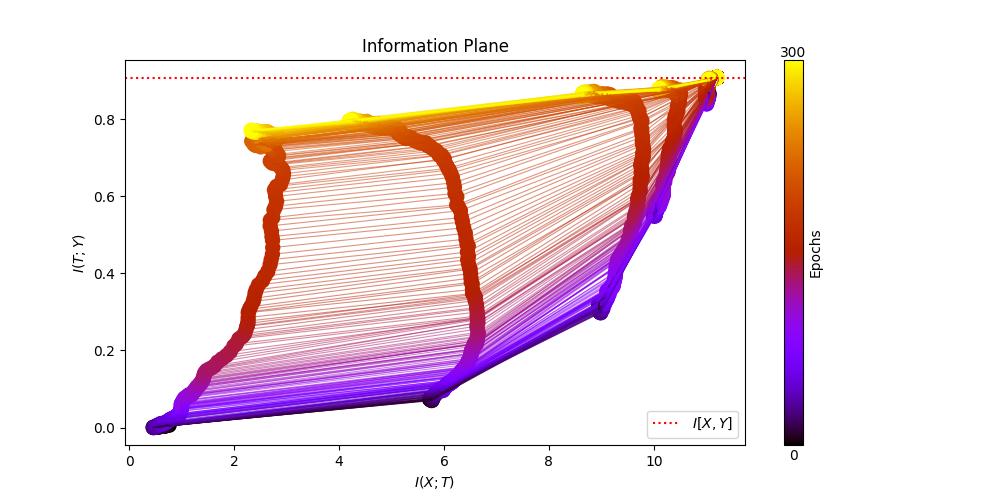 Information Plane
300
0.8
0.6
0.4
0.2
0.0
I(T; Y)
0
2
4
6
8
10
I(X; T)
I[X, Y]
Epochs
0